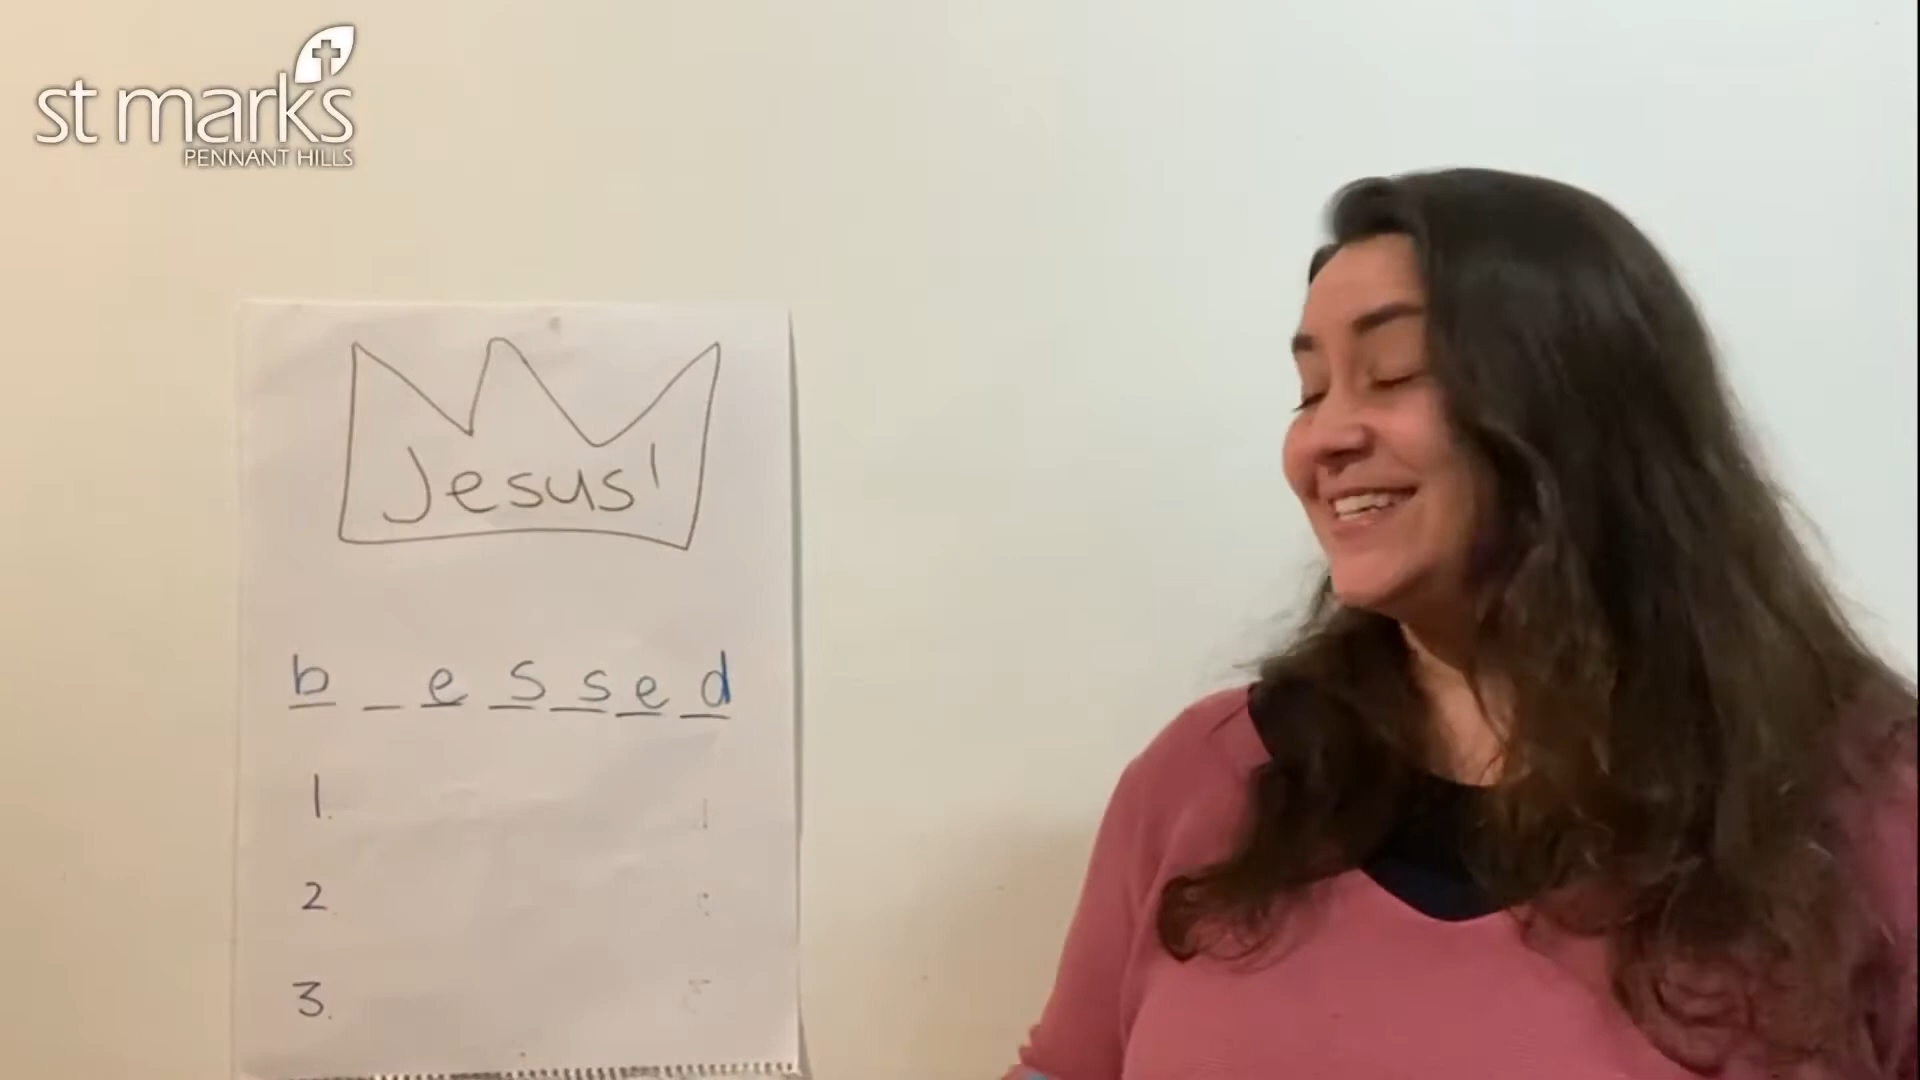 st marks
PENNANT HILLS
Jesus!
b _ e s s e d
1.
2.
3.